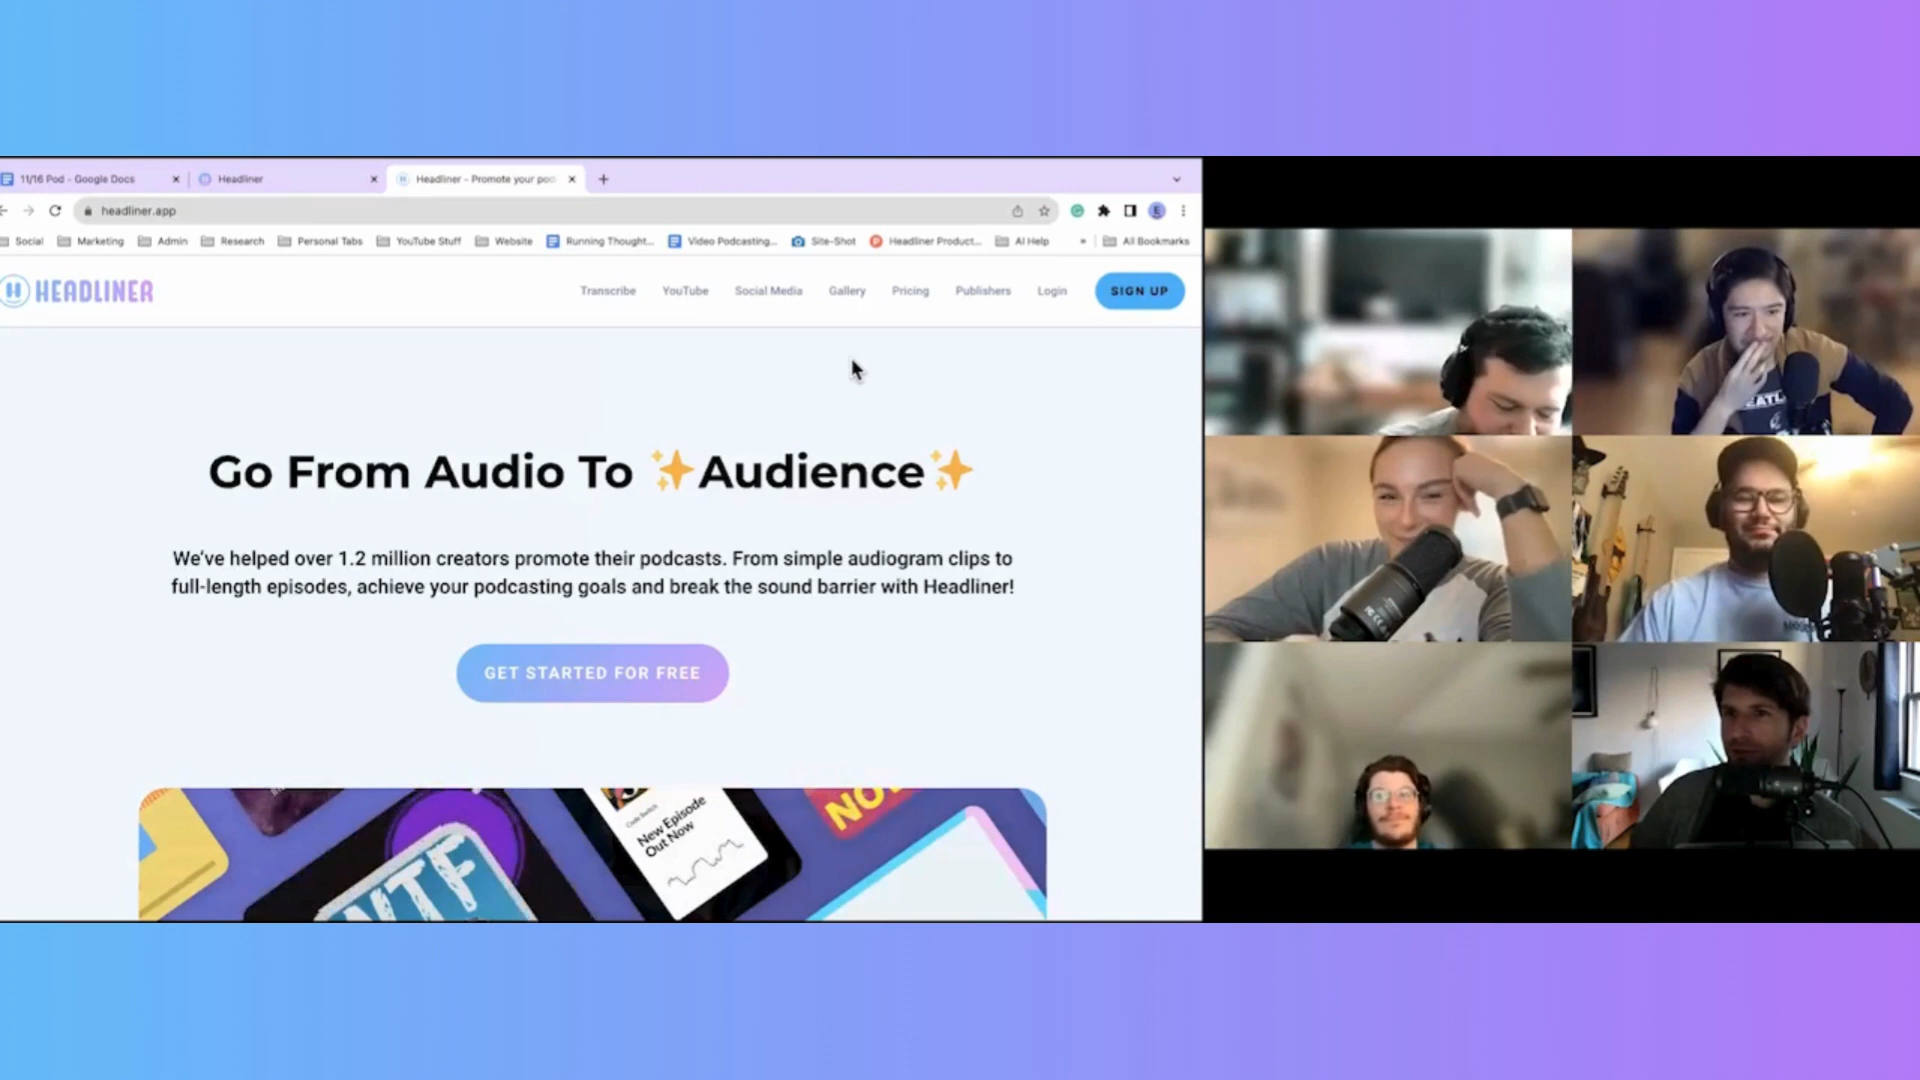 11/16 Pod - Google Docs
Headliner
Headliner - Promote your pod
headliner.app
Social
Marketing
Admin
Research
Personal Tabs
YouTube Stuff
Website
Running Thought...
Video Podcasting...
Site-Shot
Headliner Product...
AI Help
»
All Bookmarks
HEADLINER
Transcribe
YouTube
Social Media
Gallery
Pricing
Publishers
Login
SIGN UP
Go From Audio To ✨Audience✨
We've helped over 1.2 million creators promote their podcasts. From simple audiogram clips to
full-length episodes, achieve your podcasting goals and break the sound barrier with Headliner!
GET STARTED FOR FREE
Code Switch
New Episode
Out Now
NTF